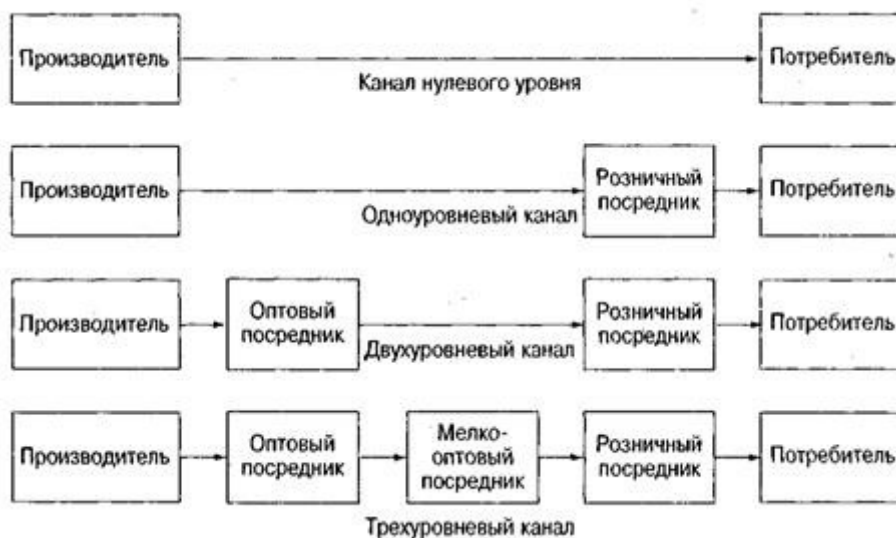 Производитель
Потребитель
Канал нулевого уровня
Производитель
Розничный
посредник
Потребитель
Одноуровневый канал
Производитель
Оптовый
посредник
Розничный
посредник
Потребитель
Двухуровневый канал
Производитель
Оптовый
посредник
Мелко-
оптовый
посредник
Розничный
посредник
Потребитель
Трехуровневый канал